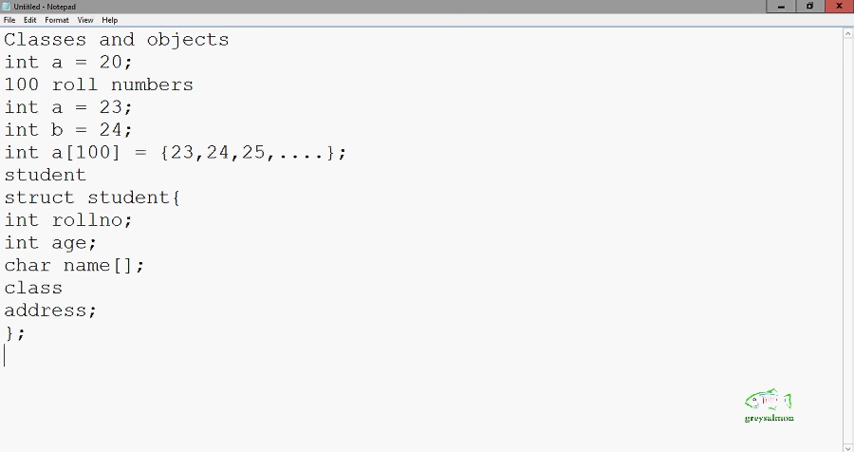 Untitled - Notepad
File Edit Format View Help
Classes and objects
int a = 20;
100 roll numbers
int a = 23;
int b = 24;
int a[100] = {23,24,25,....};
student
struct student{
int rollno;
int age;
char name[];
class
address;
};
greysalmon